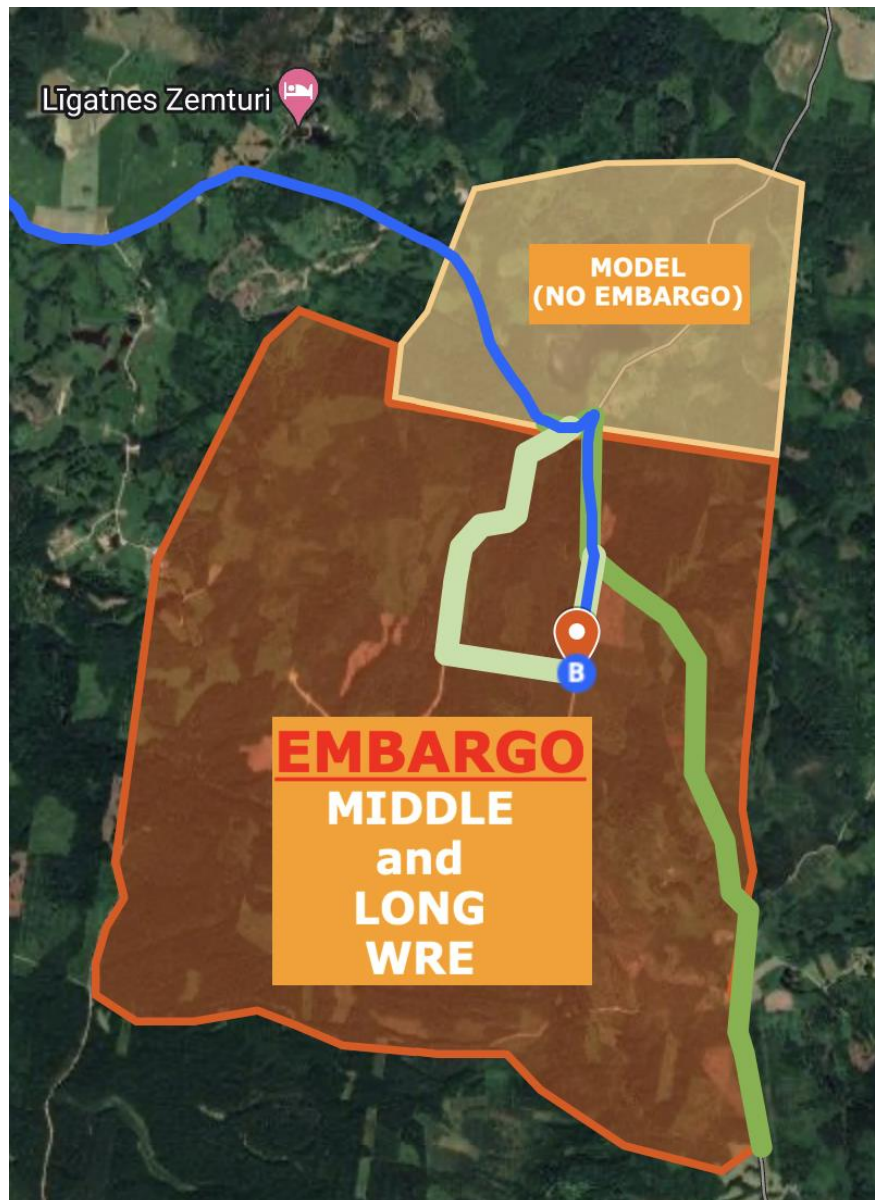 Līgatnes Zemturi
MODEL
(NO EMBARGO)
B
EMBARGO
MIDDLE
and
LONG
WRE